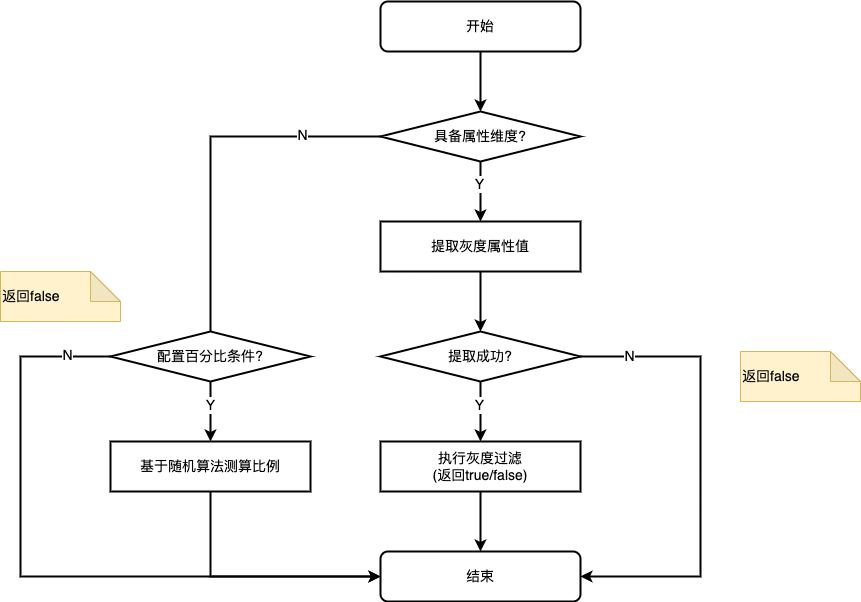 开始
具备属性维度?
N
Y
提取灰度属性值
返回false
配置百分比条件?
N
提取成功?
N
返回false
Y
Y
基于随机算法测算比例
执行灰度过滤
(返回true/false)
结束